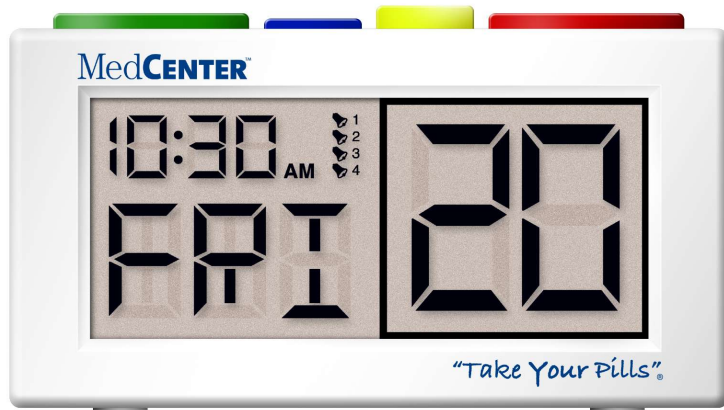 MedCENTER™
10:30 AM
1
2
3
4
FRI
20
"Take Your Pills"®